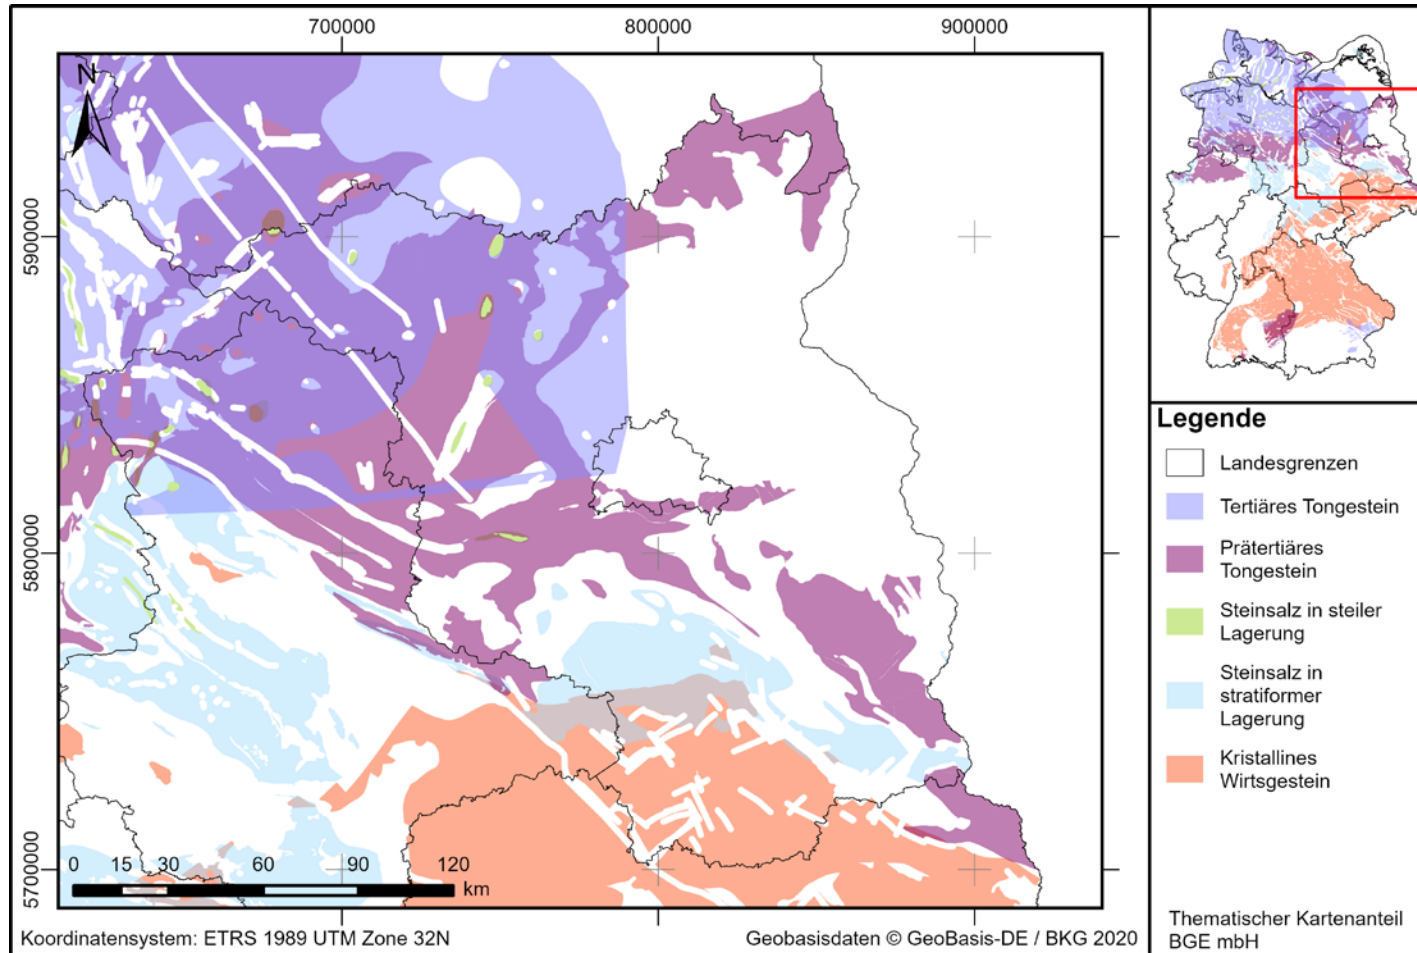 700000
800000
900000
N
5900000
5800000
5700000
0 15 30 60 90 120
km
Koordinatensystem: ETRS 1989 UTM Zone 32N
Geobasisdaten © GeoBasis-DE / BKG 2020
Legende
Landesgrenzen
Tertiäres Tongestein
Prätertiäres
Tongestein
Steinsalz in steiler
Lagerung
Steinsalz in
stratiformer
Lagerung
Kristallines
Wirtsgestein
Thematischer Kartenanteil
BGE mbH